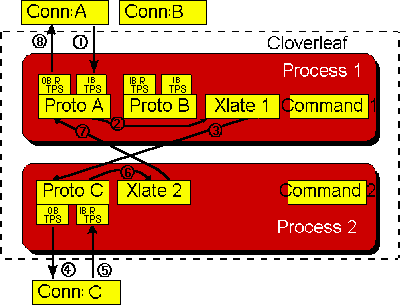 Conn:A
Conn:B
⑧
①
Cloverleaf
Process 1
OB R
TPS
IB
TPS
IB R
TPS
IB
TPS
Proto A
Proto B
Xlate 1
Command 1
②
⑦
③
⑥
Proto C
Xlate 2
Command 2
OB
TPS
IB R
TPS
Process 2
④
⑤
Conn: C